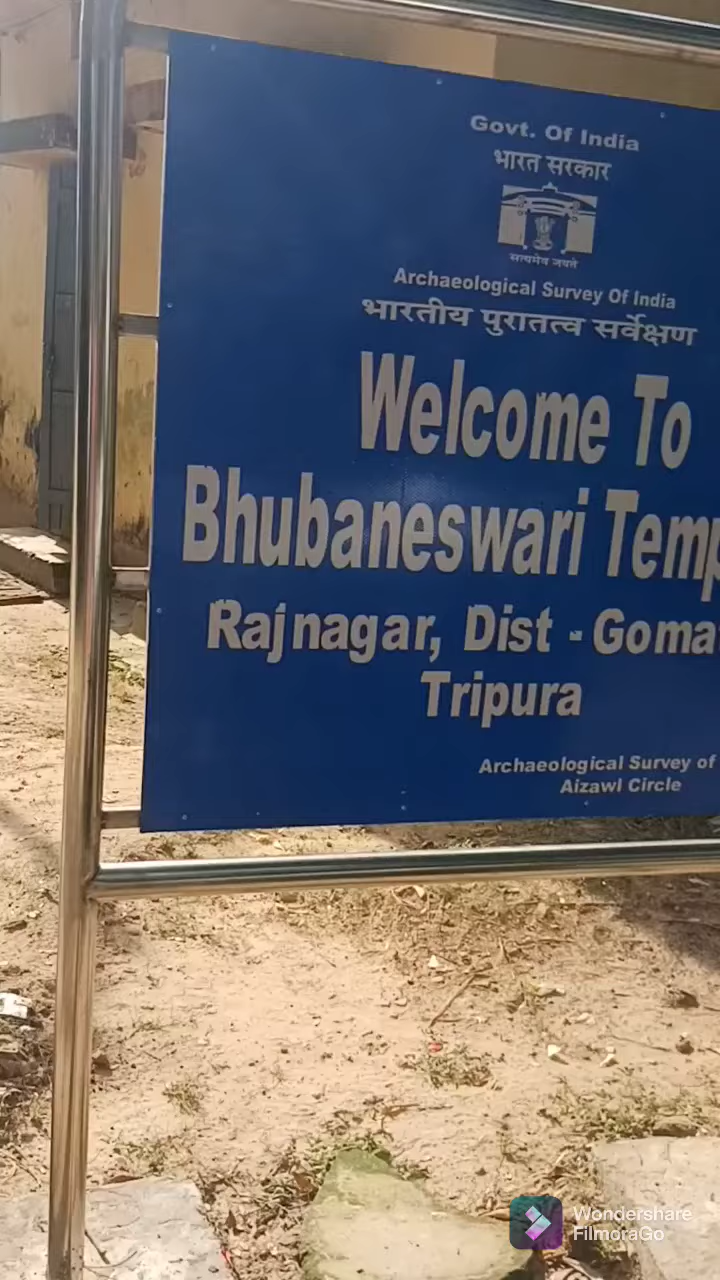 Govt. Of India
भारत सरकार
सत्यमेव जयते
Archaeological Survey Of India
भारतीय पुरातत्व सर्वेक्षण
Welcome To
Bhubaneswari Temp
Rajnagar, Dist - Goma
Tripura
Archaeological Survey of
Aizawl Circle
Wondershare
FilmoraGo